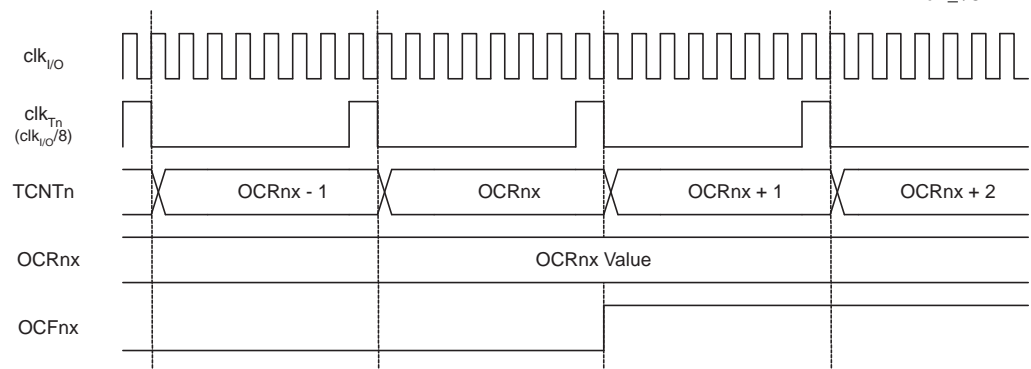 clkI/O
clkTn
(clkI/O/8)
TCNTn OCRnx - 1 OCRnx OCRnx + 1 OCRnx + 2
OCRnx OCRnx Value
OCFnx